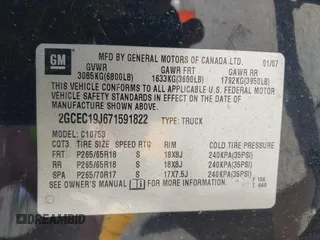 GM
MFD. BY GENERAL MOTORS OF CANADA LTD. 01/07
GVWR GAWR FRT GAWR RR
3085KG(6800LB) 1633KG(3600LB) 1792KG(3950LB)
THIS VEHICLE CONFORMS TO ALL APPLICABLE U.S. FEDERAL MOTOR
VEHICLE SAFETY STANDARDS IN EFFECT ON THE DATE OF
MANUFACTURE SHOWN ABOVE.
2GCEC19J671591822 TYPE: TRUCK
MODEL: C10753
TIRE SIZE SPEED RTG RIM COLD TIRE PRESSURE
FRT P265/65R18 S 18X8J 240KPA(35PSI)
RR P265/65R18 S 18X8J 240KPA(35PSI)
SPA P265/70R17 S 17X7.5J 240KPA(35PSI)
SEE OWNER'S MANUAL FOR MORE INFORMATION.